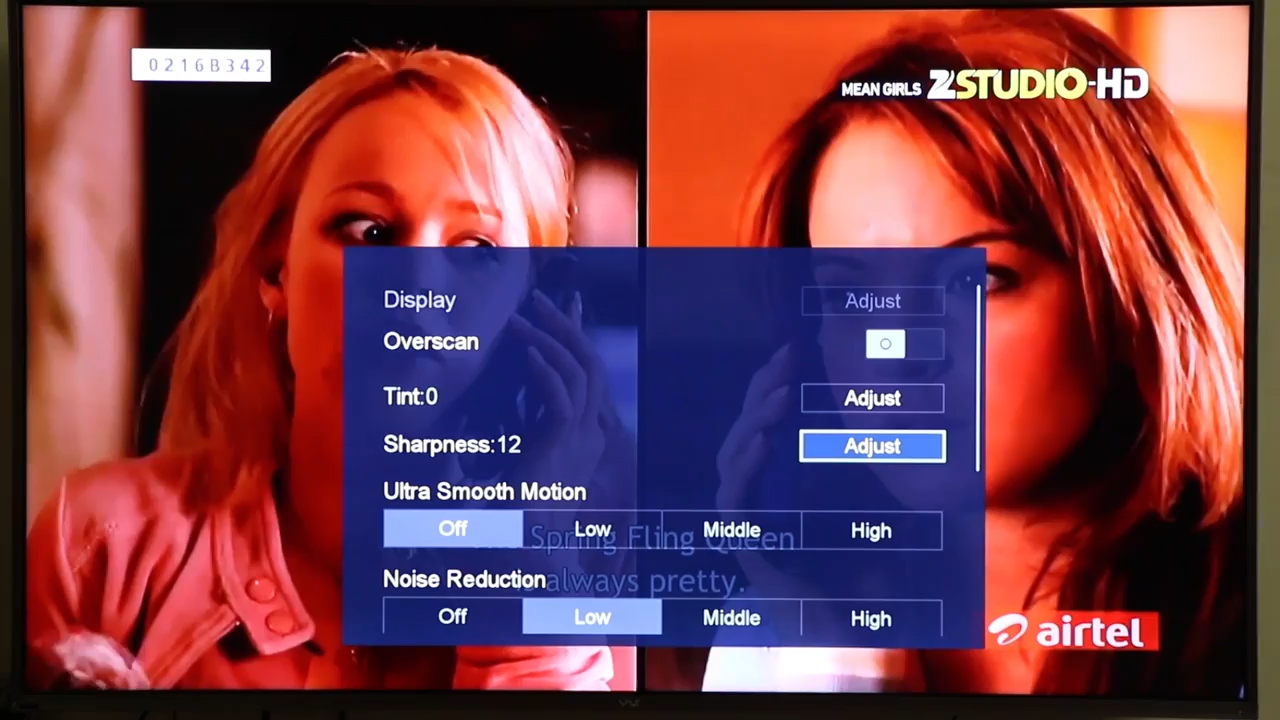 0216B342
MEAN GIRLS Z STUDIO-HD
Display Adjust
Overscan
Tint:0 Adjust
Sharpness:12 Adjust
Ultra Smooth Motion
Off Low Middle High
Spring Fling Queen
Noise Reduction
always pretty.
Off Low Middle High
airtel